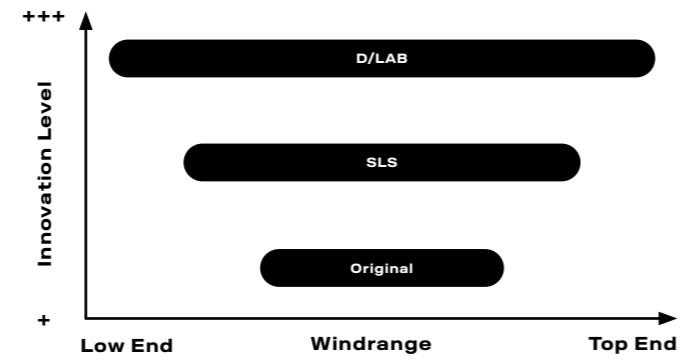 +++
D/LAB
Innovation Level
SLS
Original
+
Low End
Windrange
Top End